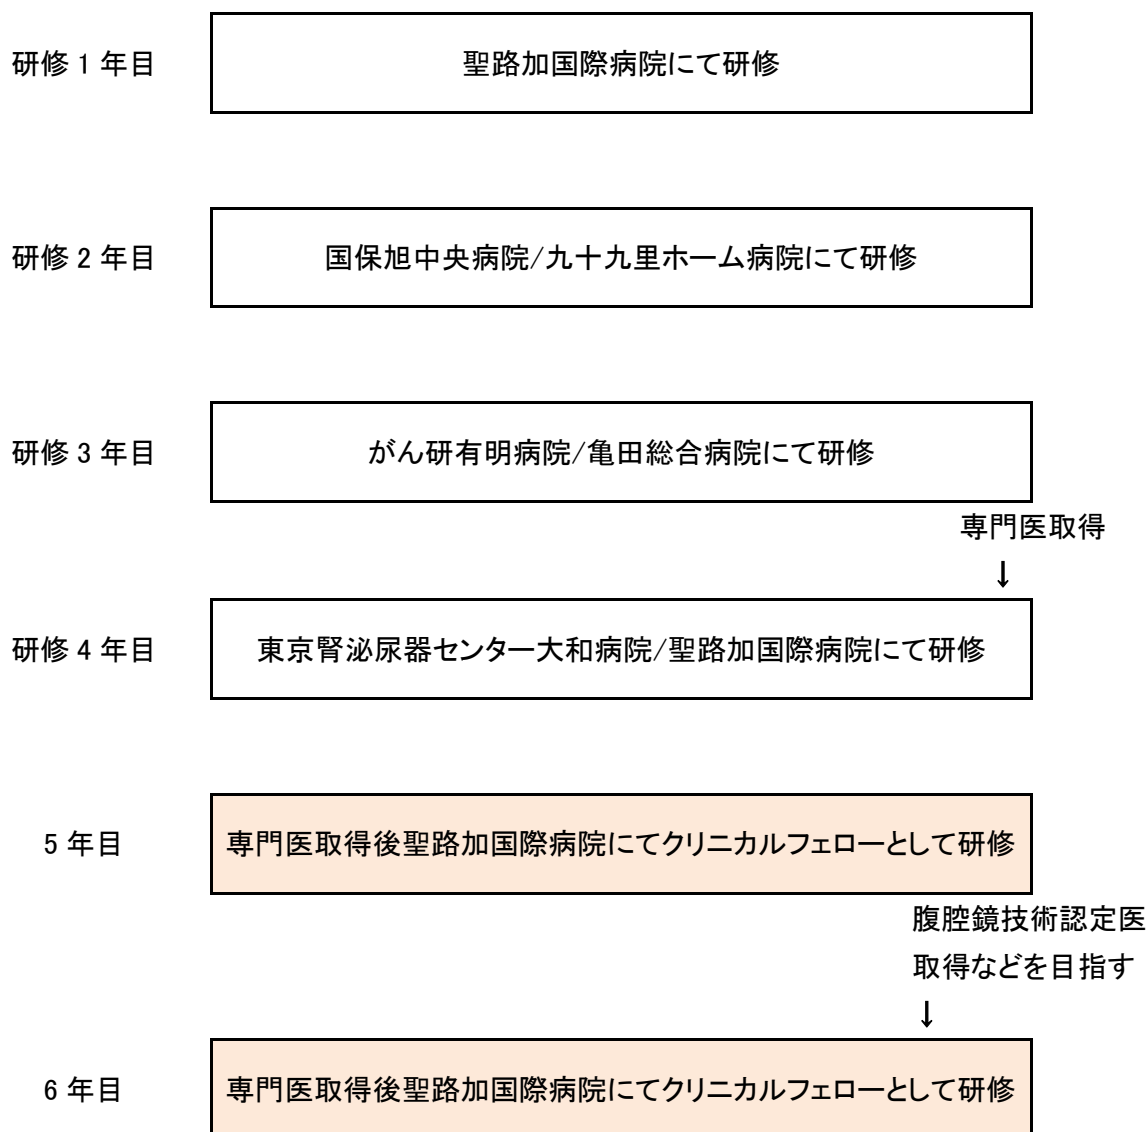 研修 1 年目
聖路加国際病院にて研修
研修 2 年目
国保旭中央病院/九十九里ホーム病院にて研修
研修 3 年目
がん研有明病院/亀田総合病院にて研修
専門医取得
↓
研修 4 年目
東京腎泌尿器センター大和病院/聖路加国際病院にて研修
5 年目
専門医取得後聖路加国際病院にてクリニカルフェローとして研修
腹腔鏡技術認定医
取得などを目指す
↓
6 年目
専門医取得後聖路加国際病院にてクリニカルフェローとして研修